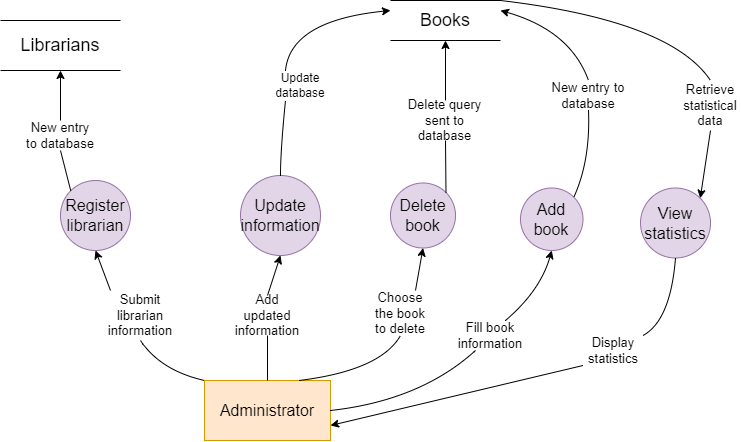 Librarians
Books
Update
database
New entry to
database
Retrieve
statistical
data
Delete query
sent to
database
New entry
to database
Register
librarian
Update
information
Delete
book
Add
book
View
statistics
Submit
librarian
information
Add
updated
information
Choose
the book
to delete
Fill book
information
Display
statistics
Administrator